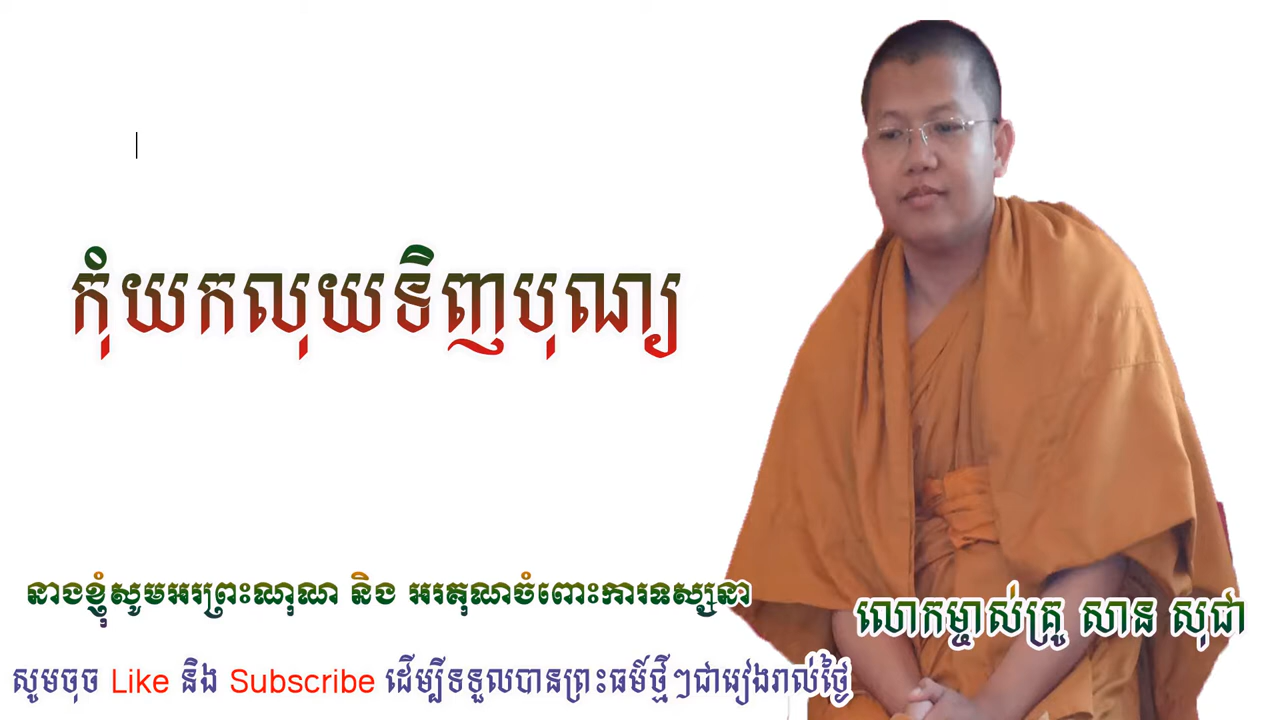 កុំយកលុយទិញបុណ្យ
នាងខ្ញុំសូមអរព្រះណុណ និង អរគុណចំពោះការទស្សនា
លោកម្ចាស់គ្រូ សាន សុជា
សូមចុច Like និង Subscribe ដើម្បីទទួលបានព្រះធម៍ថ្មីៗជារៀងរាល់ថ្ងៃ